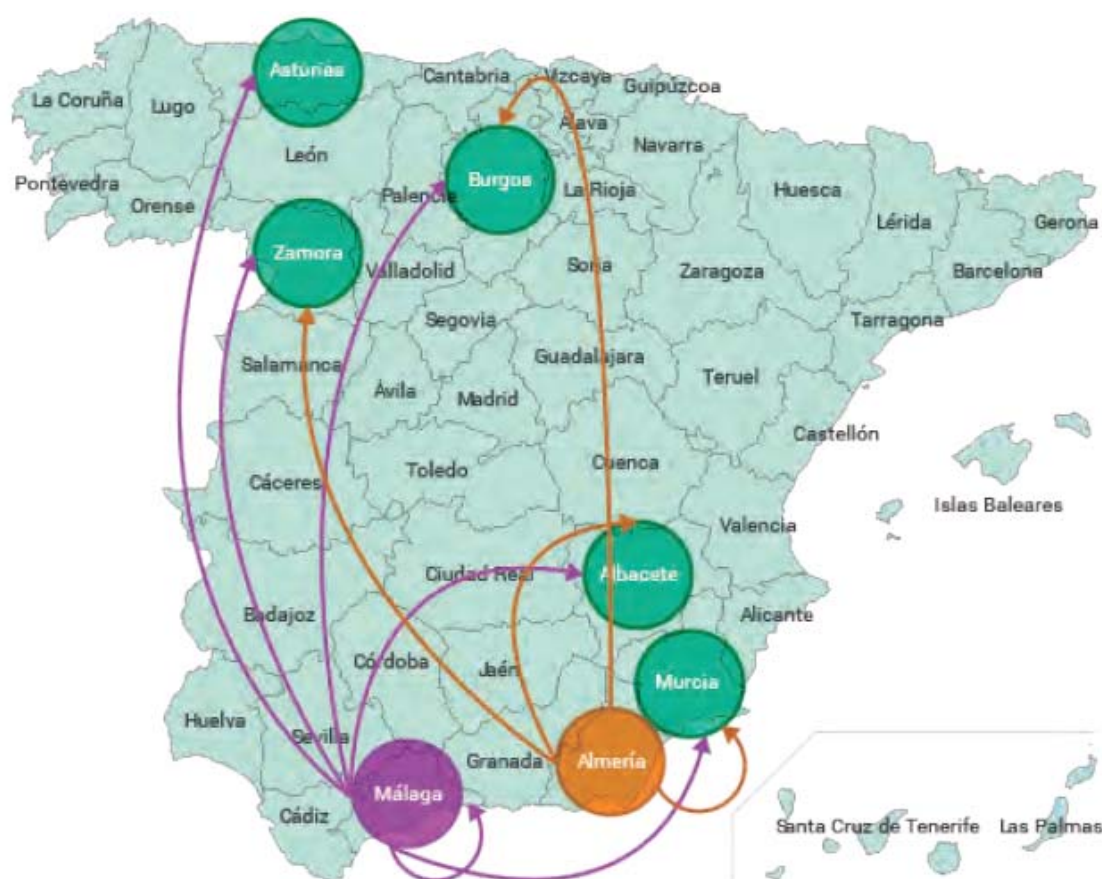 Asturias
Cantabria
Vizcaya
Guipúzcoa
La Coruña
Lugo
Álava
León
Navarra
Burgos
Pontevedra
Palencia
La Rioja
Huesca
Orense
Lérida
Gerona
Zamora
Valladolid
Soria
Zaragoza
Barcelona
Segovia
Tarragona
Salamanca
Guadalajara
Ávila
Madrid
Teruel
Castellón
Cáceres
Toledo
Cuenca
Islas Baleares
Valencia
Ciudad Real
Albacete
Badajoz
Alicante
Córdoba
Jaén
Murcia
Huelva
Sevilla
Granada
Almería
Málaga
Cádiz
Santa Cruz de Tenerife
Las Palmas